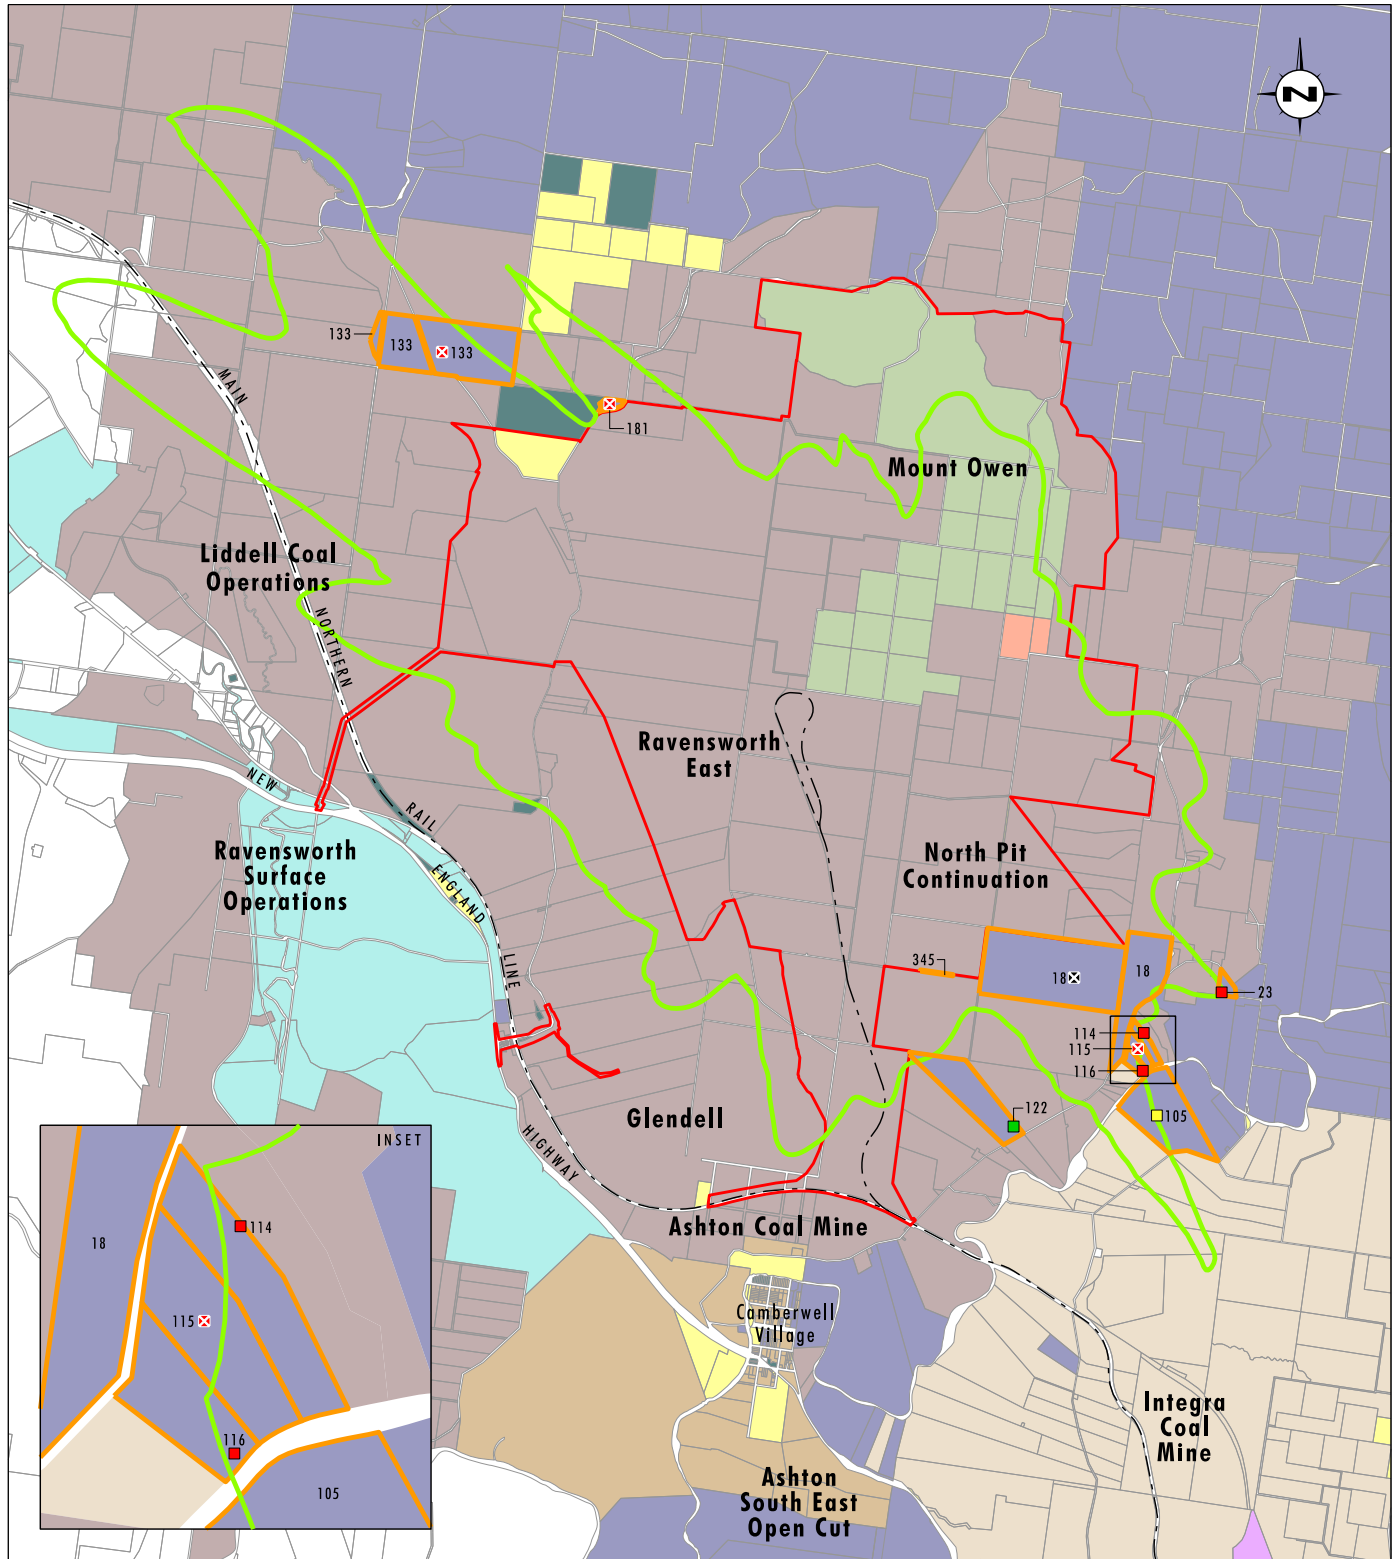 N
133
133
133
181
MAIN
Mount Owen
Liddell Coal
Operations
NORTHERN
Ravensworth
East
NEW
RAIL
Ravensworth
Surface
Operations
ENGLAND
North Pit
Continuation
LINE
345
18
18
23
114
115
116
122
105
Glendell
HIGHWAY
INSET
Ashton Coal Mine
114
18
115
116
105
Camberwell
Village
Integra
Coal
Mine
Ashton
South East
Open Cut